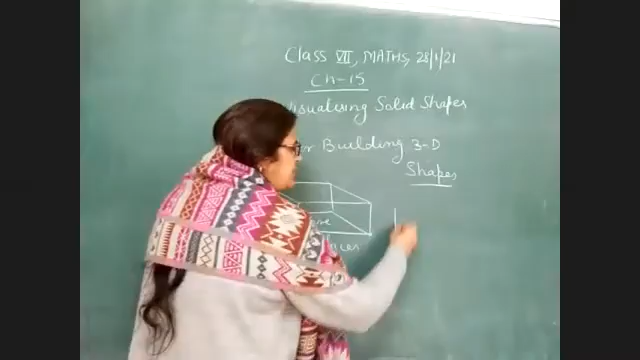 Class VII, MATHS, 28/1/21
CH-15
Visualising Solid Shapes
Building 3-D
Shapes